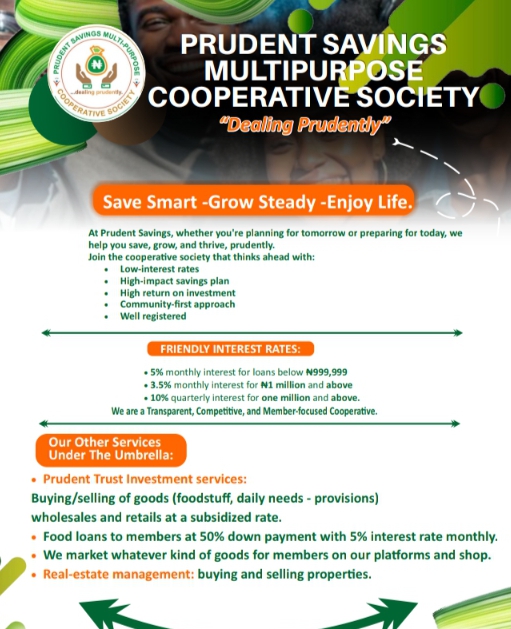 PRUDENT SAVINGS MULTI-PURPOSE
...dealing prudently...
COOPERATIVE SOCIETY
PRUDENT SAVINGS
MULTIPURPOSE
COOPERATIVE SOCIETY
"Dealing Prudently"
Save Smart -Grow Steady -Enjoy Life.
At Prudent Savings, whether you're planning for tomorrow or preparing for today, we
help you save, grow, and thrive, prudently.
Join the cooperative society that thinks ahead with:
• Low-interest rates
• High-impact savings plan
• High return on investment
• Community-first approach
• Well registered
FRIENDLY INTEREST RATES:
• 5% monthly interest for loans below ₦999,999
• 3.5% monthly interest for ₦1 million and above
• 10% quarterly interest for one million and above.
We are a Transparent, Competitive, and Member-focused Cooperative.
Our Other Services
Under The Umbrella:
• Prudent Trust Investment services:
Buying/selling of goods (foodstuff, daily needs - provisions)
wholesales and retails at a subsidized rate.
• Food loans to members at 50% down payment with 5% interest rate monthly.
• We market whatever kind of goods for members on our platforms and shop.
• Real-estate management: buying and selling properties.